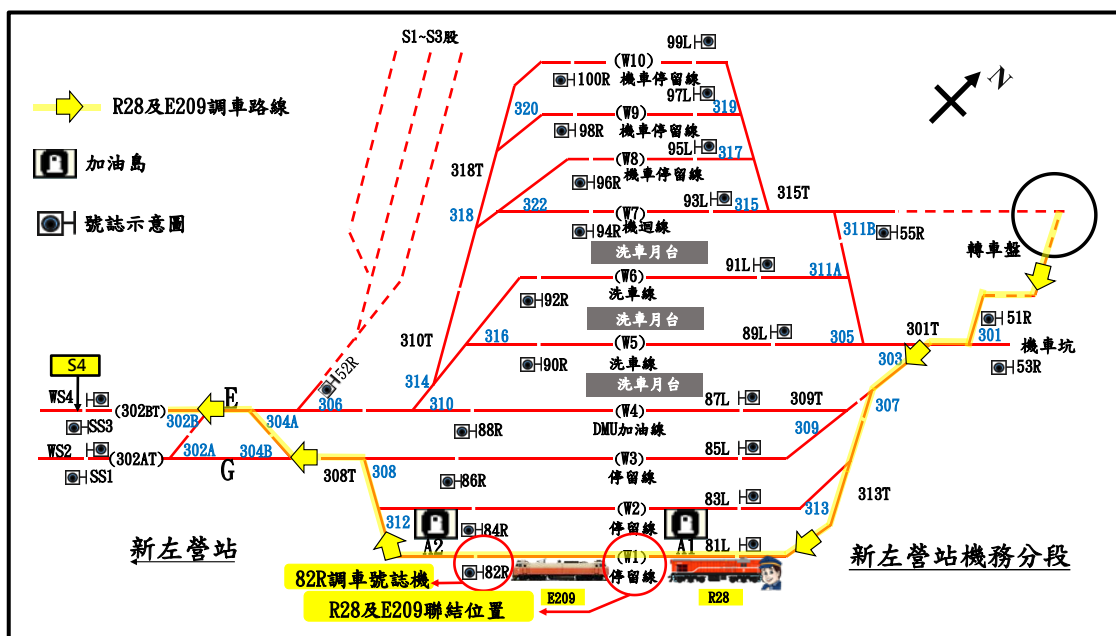 S1~S3股
99L
(W10)
100R
機車停留線
97L
320
(W9)
319
98R
機車停留線
95L
317
318T
(W8)
96R
機車停留線
93L
315
315T
318
322
(W7)
機迴線
94R
311B
55R
轉車盤
洗車月台
91L
311A
(W6)
洗車線
92R
51R
洗車月台
310T
316
89L
305
301T
301
(W5)
洗車線
303
機車坑
90R
53R
314
洗車月台
52R
S4
WS4
E
306
310
87L
309T
307
(302BT)
302B
304A
(W4)
DMU加油線
309
SS3
88R
WS2
302A
304B
85L
(302AT)
(W3)
停留線
G
308T
308
SS1
86R
83L
313
313T
(W2)
停留線
312
84R
A2
A1
81L
(W1)
停留線
82R
新左營站
新左營站機務分段
82R調車號誌機
E209
R28
R28及E209聯結位置
R28及E209調車路線
加油島
號誌示意圖
N